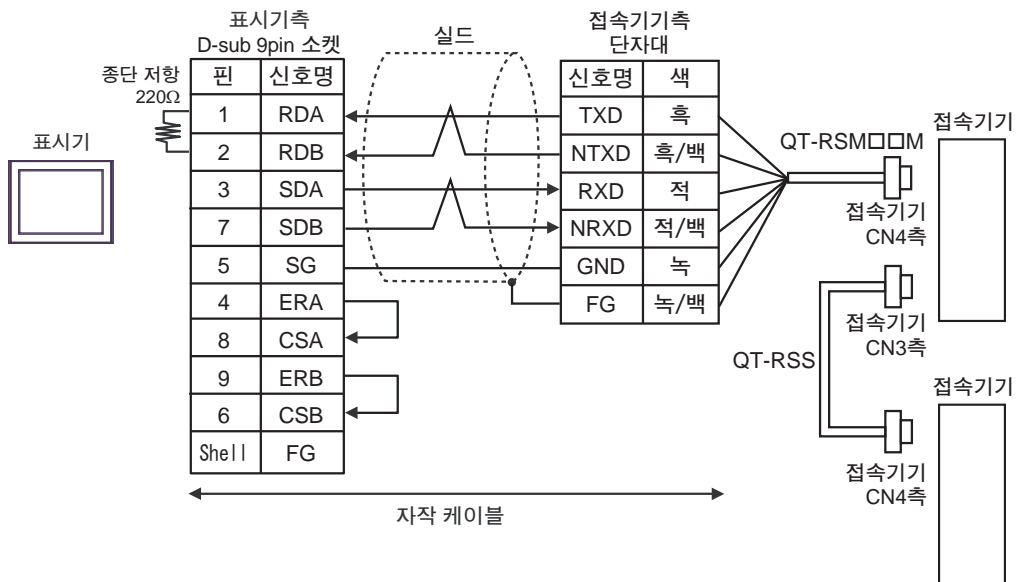 표시기측
D-sub 9pin 소켓
실드
접속기기측
단자대
종단 저항
220Ω
핀 신호명
1 RDA
2 RDB
3 SDA
7 SDB
5 SG
4 ERA
8 CSA
9 ERB
6 CSB
Shell FG
신호명 색
TXD 흑
NTXD 흑/백
RXD 적
NRXD 적/백
GND 녹
FG 녹/백
표시기
QT-RSM□□M
접속기기
접속기기
CN4측
접속기기
CN3측
QT-RSS
접속기기
접속기기
CN4측
자작 케이블